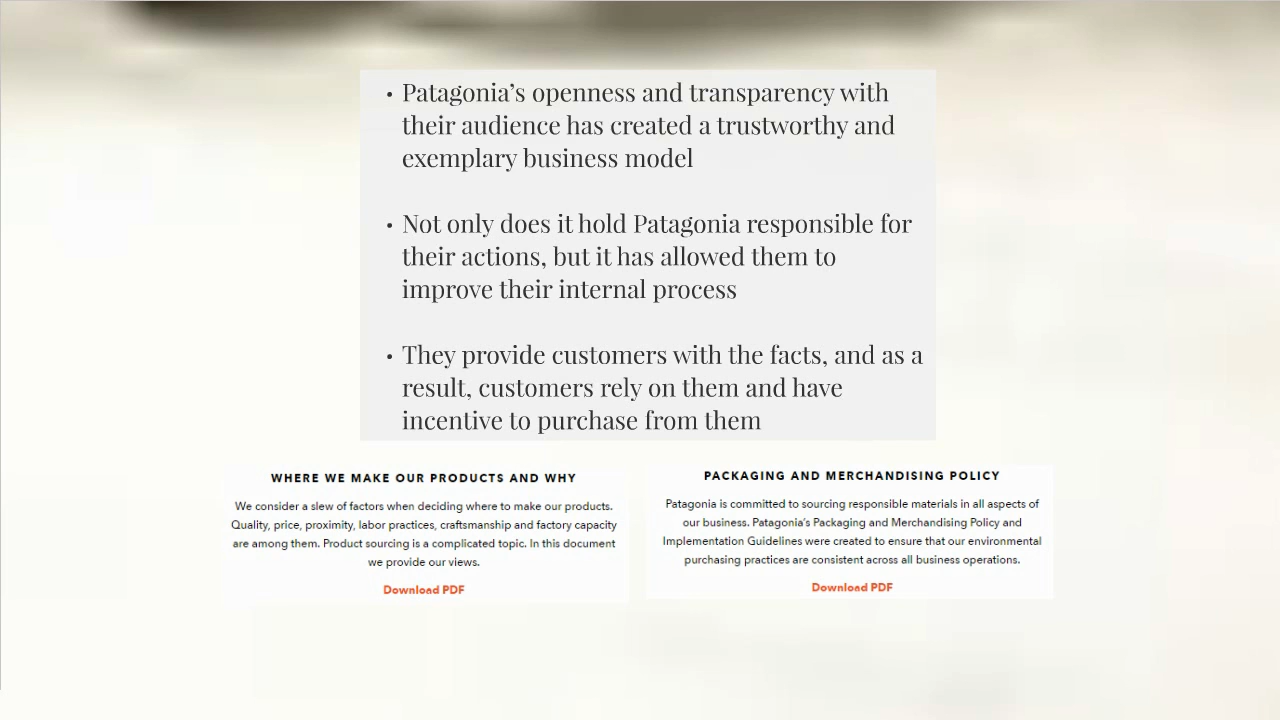 • Patagonia’s openness and transparency with
their audience has created a trustworthy and
exemplary business model
• Not only does it hold Patagonia responsible for
their actions, but it has allowed them to
improve their internal process
• They provide customers with the facts, and as a
result, customers rely on them and have
incentive to purchase from them
WHERE WE MAKE OUR PRODUCTS AND WHY
We consider a slew of factors when deciding where to make our products.
Quality, price, proximity, labor practices, craftsmanship and factory capacity
are among them. Product sourcing is a complicated topic. In this document
we provide our views.
Download PDF
PACKAGING AND MERCHANDISING POLICY
Patagonia is committed to sourcing responsible materials in all aspects of
our business. Patagonia's Packaging and Merchandising Policy and
Implementation Guidelines were created to ensure that our environmental
purchasing practices are consistent across all business operations.
Download PDF